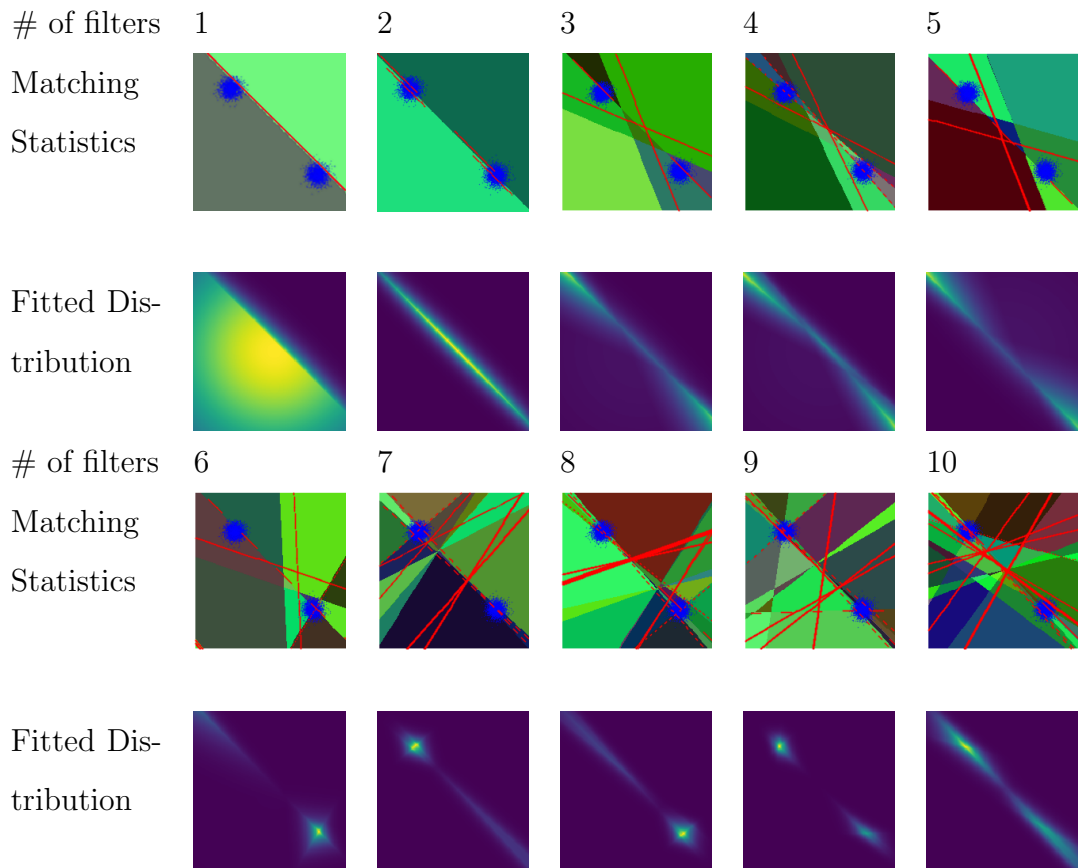 # of filters 1 2 3 4 5
Matching
Statistics
Fitted Dis-
tribution
# of filters 6 7 8 9 10
Matching
Statistics
Fitted Dis-
tribution